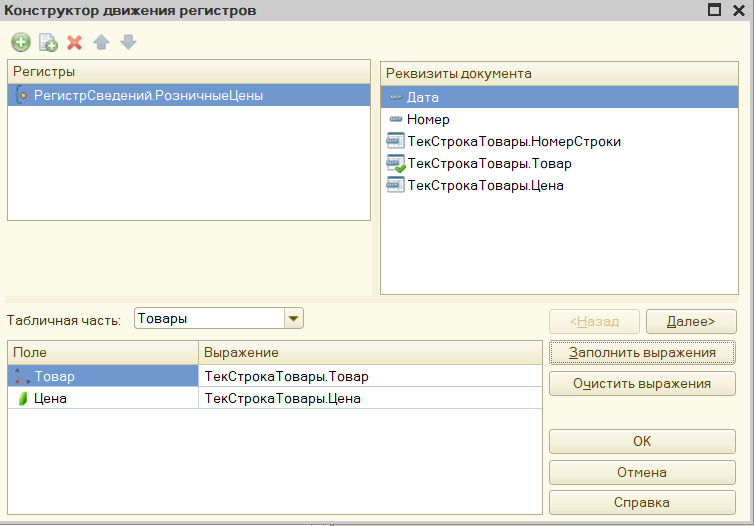 Конструктор движения регистров
Регистры
РегистрСведений.РозничныеЦены
Реквизиты документа
Дата
Номер
ТекСтрокаТовары.НомерСтроки
ТекСтрокаТовары.Товар
ТекСтрокаТовары.Цена
Табличная часть: Товары
<Назад Далее>
Поле Выражение
Товар ТекСтрокаТовары.Товар
Цена ТекСтрокаТовары.Цена
Заполнить выражения
Очистить выражения
ОК
Отмена
Справка